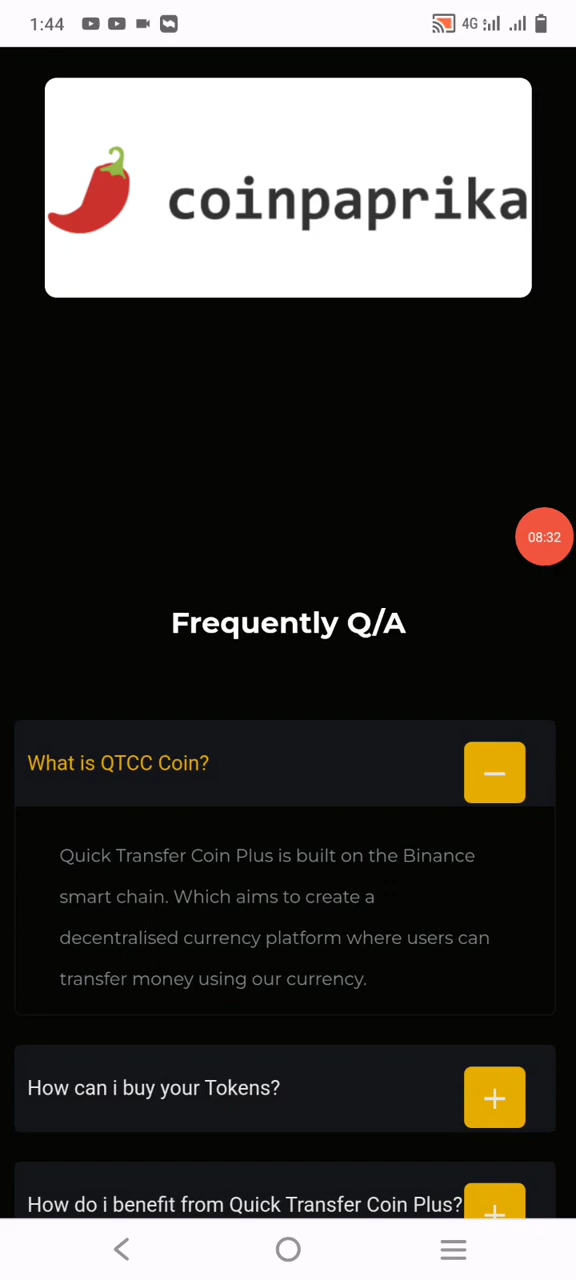 1:44
4G
coinpaprika
08:32
Frequently Q/A
What is QTCC Coin?
Quick Transfer Coin Plus is built on the Binance
smart chain. Which aims to create a
decentralised currency platform where users can
transfer money using our currency.
How can i buy your Tokens?
How do i benefit from Quick Transfer Coin Plus?